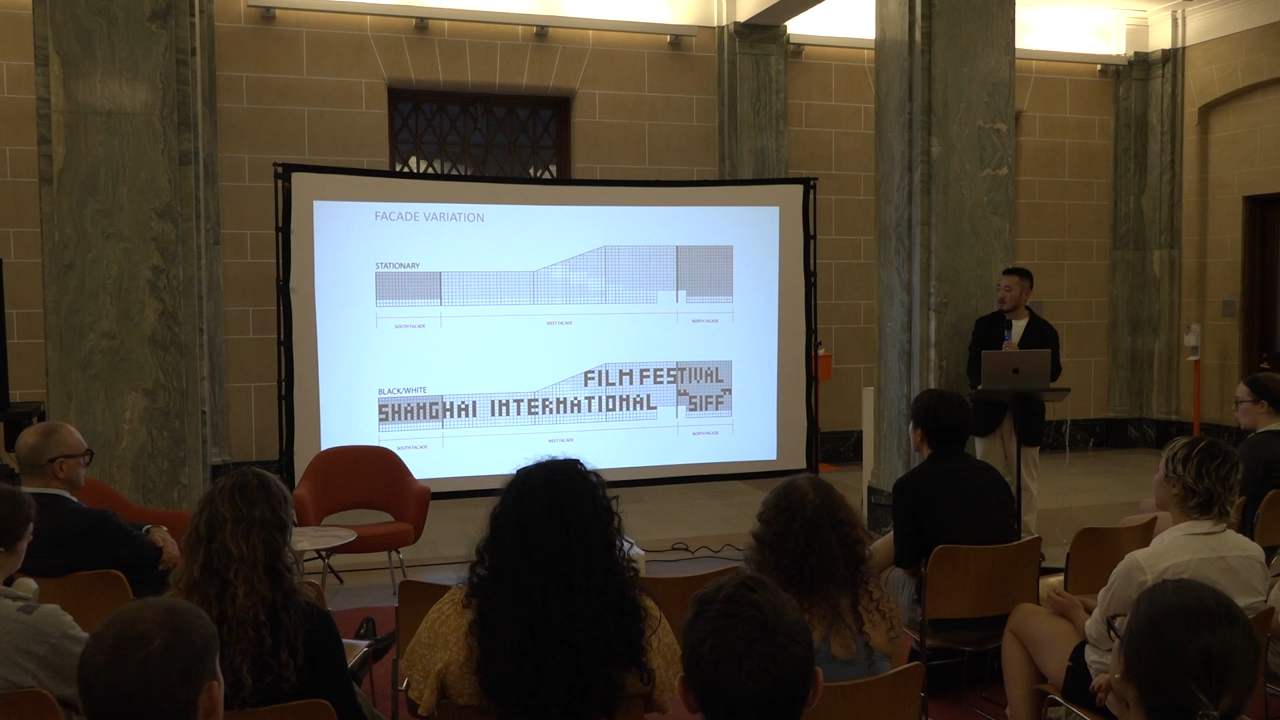 FACADE VARIATION
STATIONARY
SOUTH FACADE
WEST FACADE
NORTH FACADE
BLACK/WHITE
FILM FESTIVAL
SHANGHAI INTERNATIONAL "SIFF"
SOUTH FACADE
WEST FACADE
NORTH FACADE